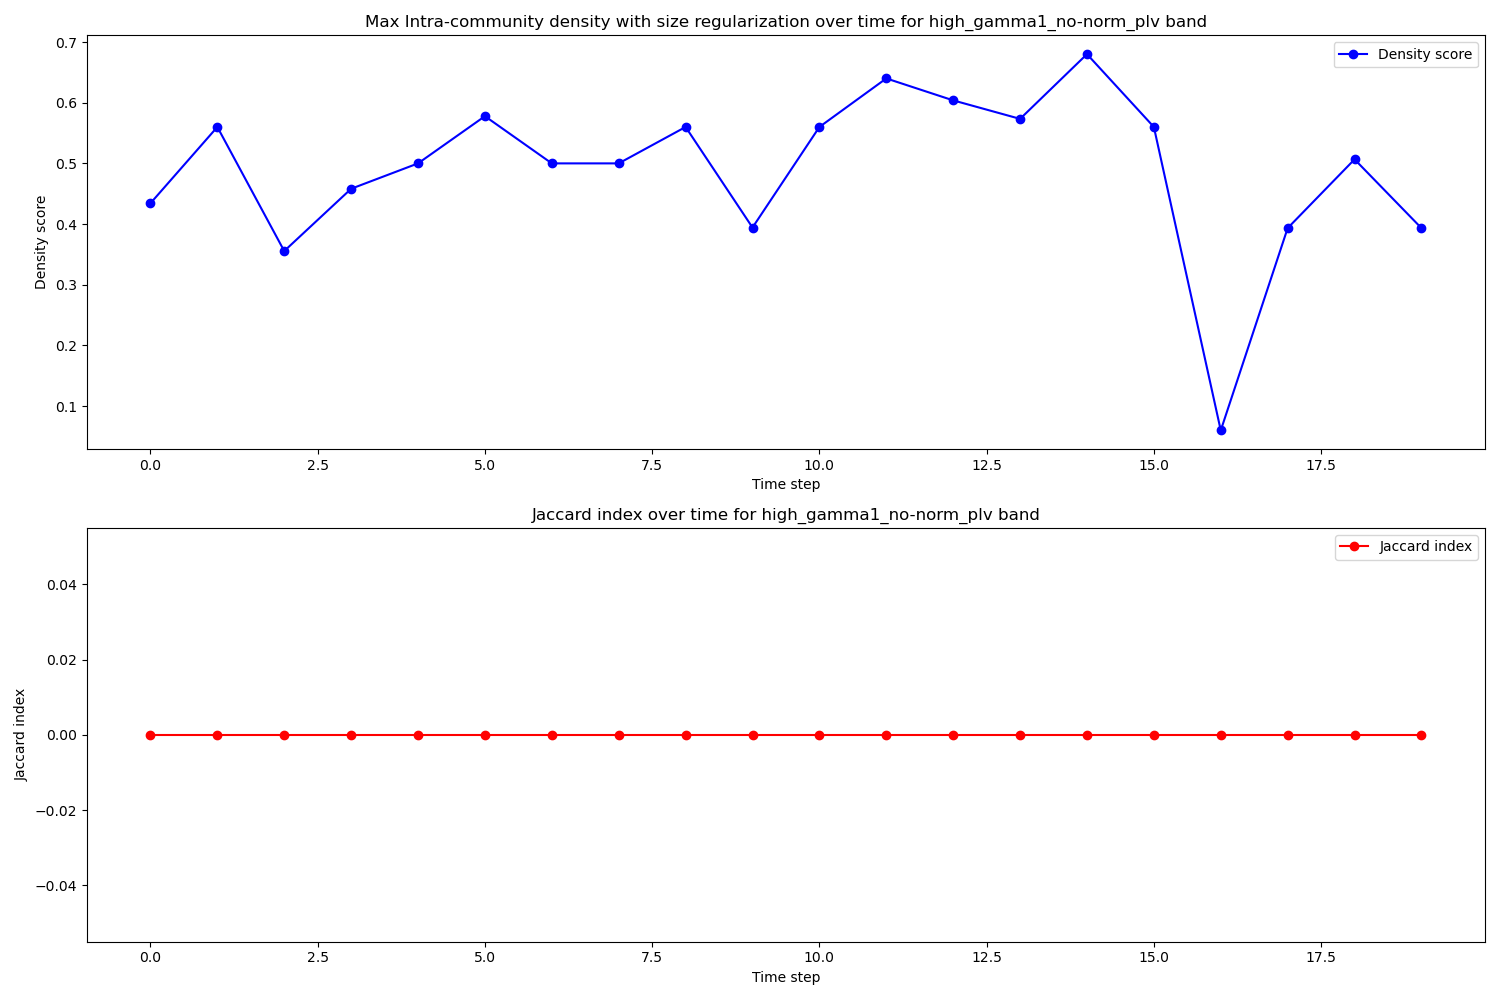 Max Intra-community density with size regularization over time for high_gamma1_no-norm_plv band
Density score
0.7
0.6
0.5
0.4
0.3
0.2
0.1
Density score
0.0 2.5 5.0 7.5 10.0 12.5 15.0 17.5
Time step
Jaccard index over time for high_gamma1_no-norm_plv band
Jaccard index
0.04
0.02
0.00
−0.02
−0.04
Jaccard index
0.0 2.5 5.0 7.5 10.0 12.5 15.0 17.5
Time step